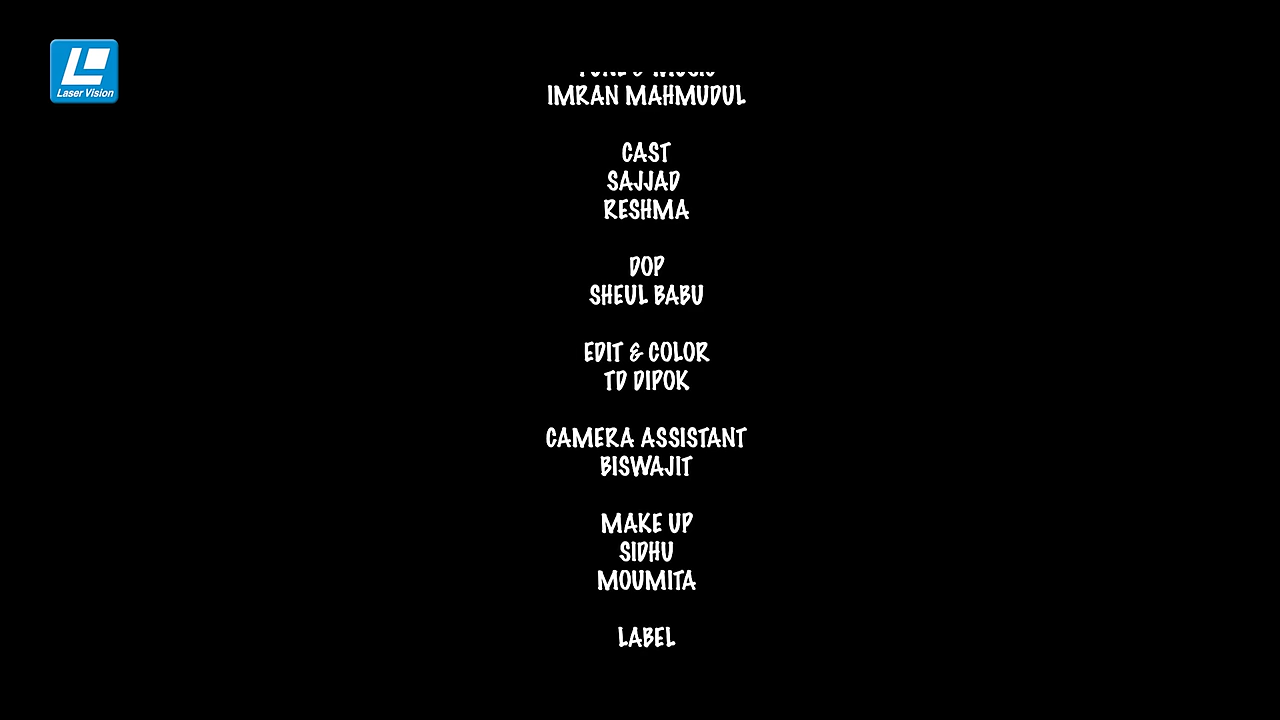 Laser Vision
& MUSIC
IMRAN MAHMUDUL
CAST
SAJJAD
RESHMA
DOP
SHEUL BABU
EDIT & COLOR
TD DIPOK
CAMERA ASSISTANT
BISWAJIT
MAKE UP
SIDHU
MOUMITA
LABEL